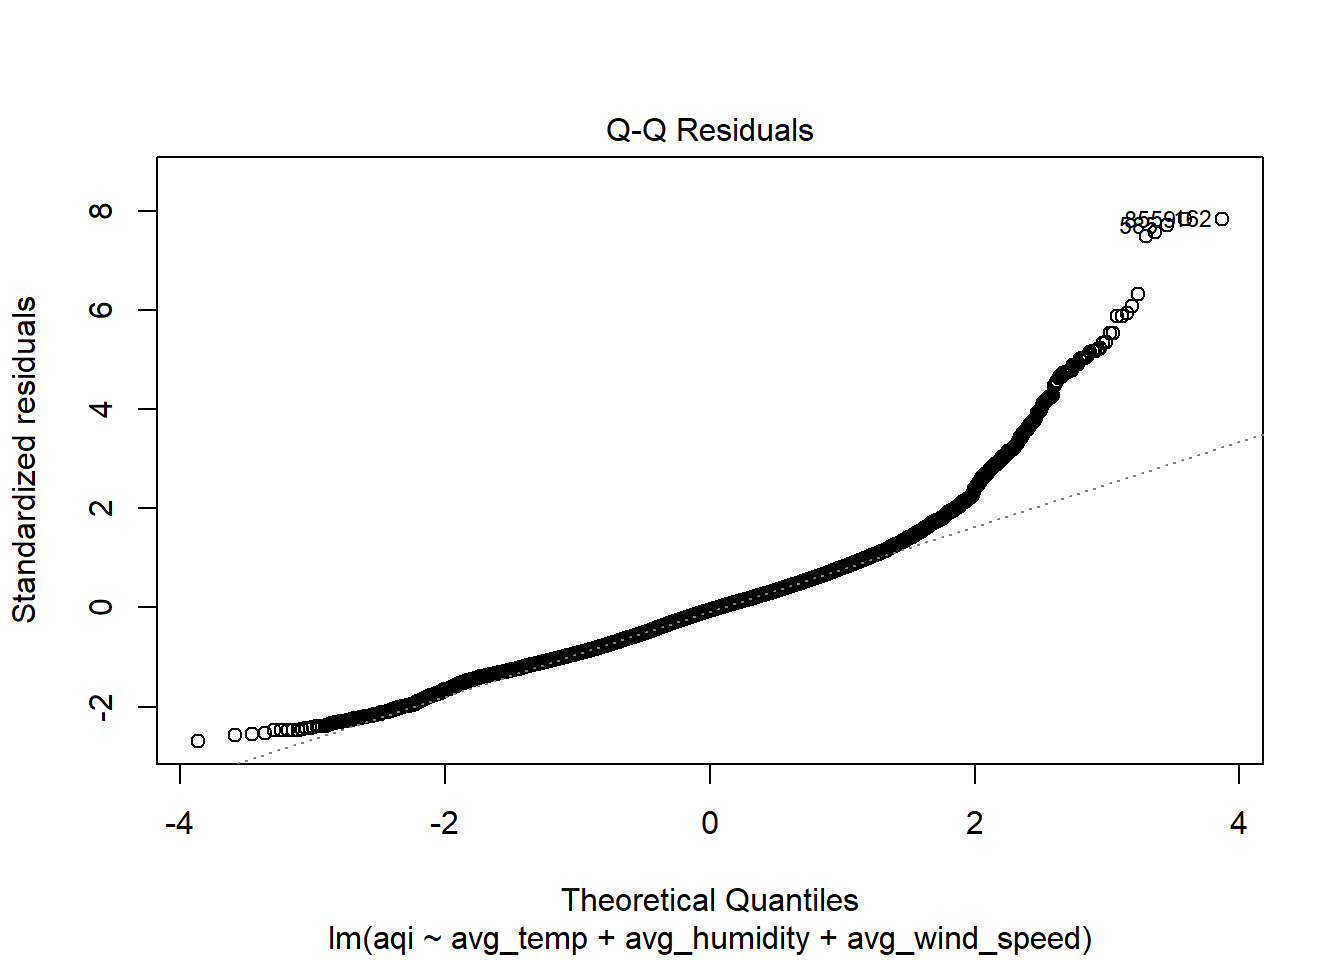 Q-Q Residuals
Standardized residuals
8
6
4
2
0
-2
-4 -2 0 2 4
Theoretical Quantiles
lm(aqi ~ avg_temp + avg_humidity + avg_wind_speed)